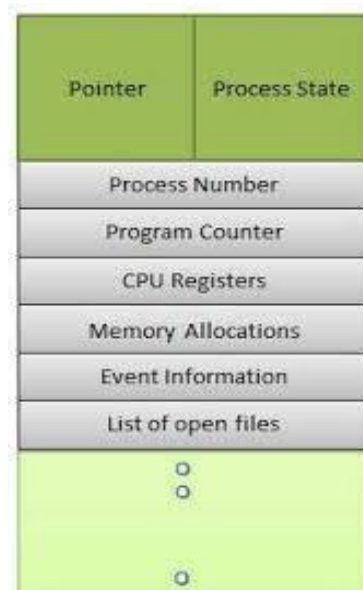 Pointer Process State
Process Number
Program Counter
CPU Registers
Memory Allocations
Event Information
List of open files